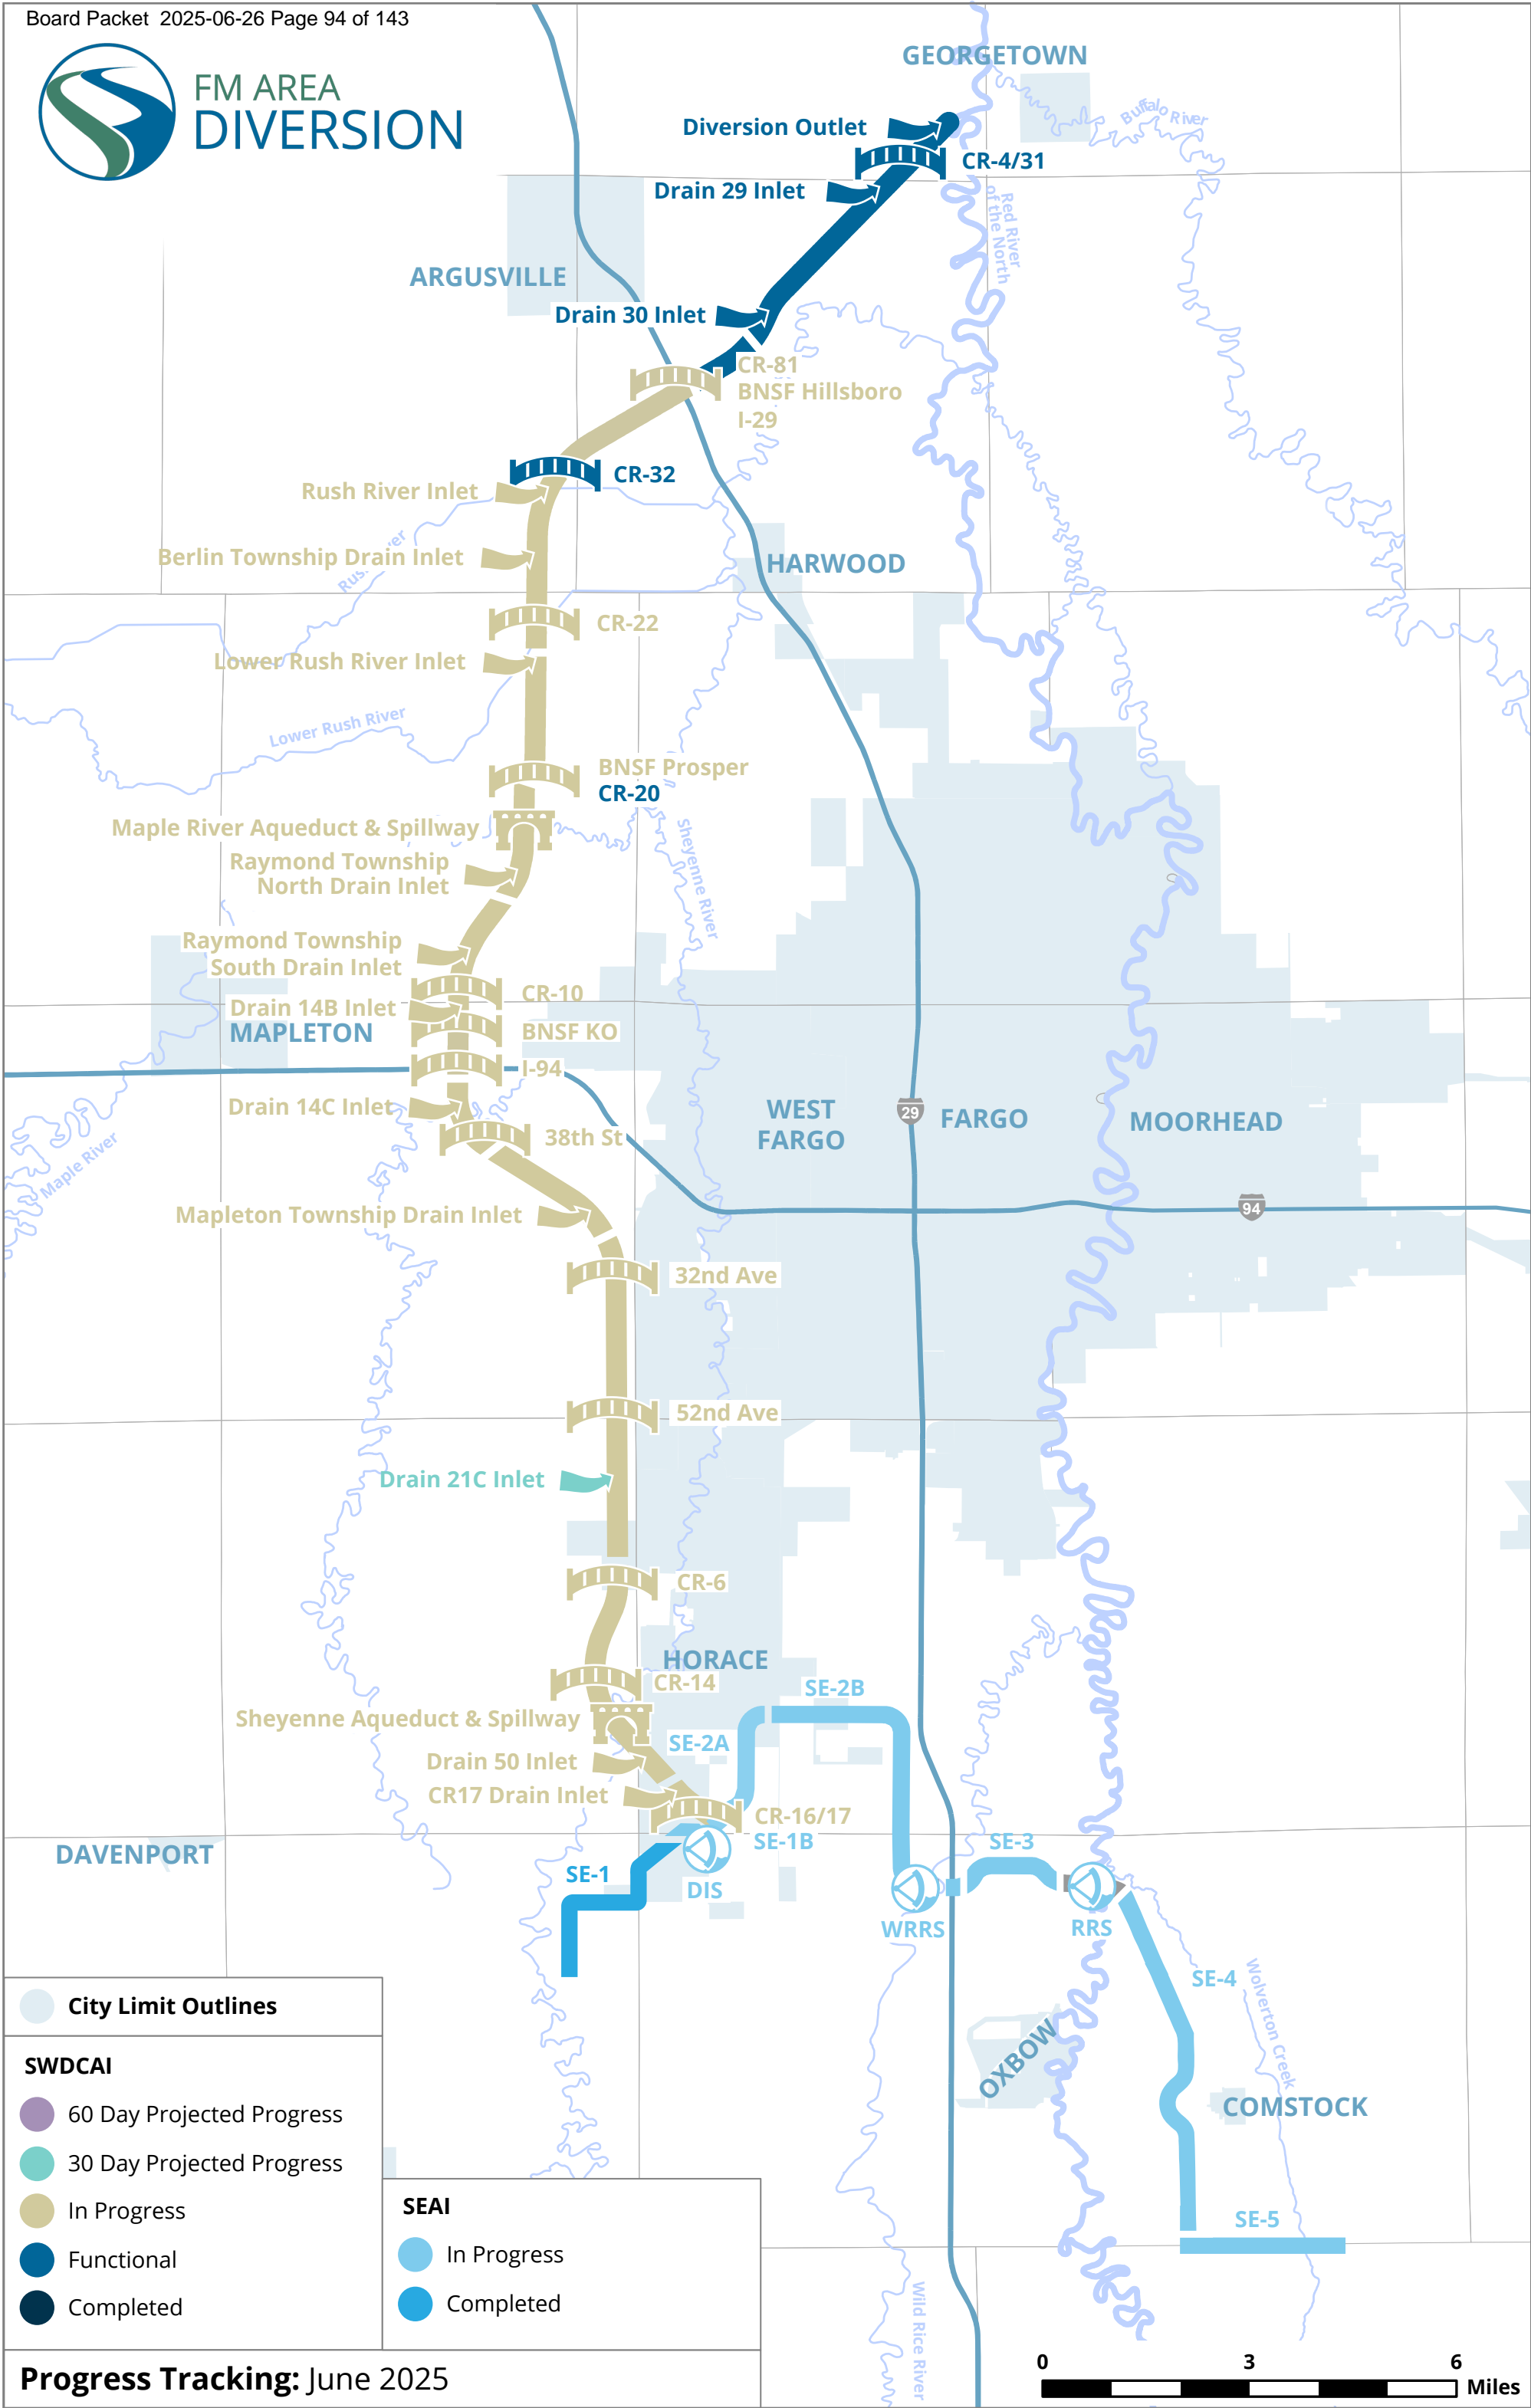 Board Packet 2025-06-26 Page 94 of 143
FM AREA
DIVERSION
GEORGETOWN
Buffalo River
Diversion Outlet
CR-4/31
Drain 29 Inlet
Red River
of the North
ARGUSVILLE
Drain 30 Inlet
CR-81
BNSF Hillsboro
I-29
CR-32
Rush River Inlet
Berlin Township Drain Inlet
HARWOOD
CR-22
Lower Rush River Inlet
Lower Rush River
BNSF Prosper
CR-20
Maple River Aqueduct & Spillway
Sheyenne River
Raymond Township
North Drain Inlet
Raymond Township
South Drain Inlet
CR-10
Drain 14B Inlet
MAPLETON
BNSF KO
I-94
Drain 14C Inlet
WEST
FARGO
29
FARGO
MOORHEAD
38th St
Maple River
Mapleton Township Drain Inlet
94
32nd Ave
52nd Ave
Drain 21C Inlet
CR-6
HORACE
CR-14
SE-2B
Sheyenne Aqueduct & Spillway
SE-2A
Drain 50 Inlet
CR17 Drain Inlet
CR-16/17
SE-1B
SE-3
DAVENPORT
SE-1
DIS
WRRS
RRS
SE-4
Wolverton Creek
OXBOW
COMSTOCK
SE-5
Wild Rice River
City Limit Outlines
SWDCAI
60 Day Projected Progress
30 Day Projected Progress
In Progress
Functional
Completed
SEAI
In Progress
Completed
Progress Tracking: June 2025
0 3 6
Miles